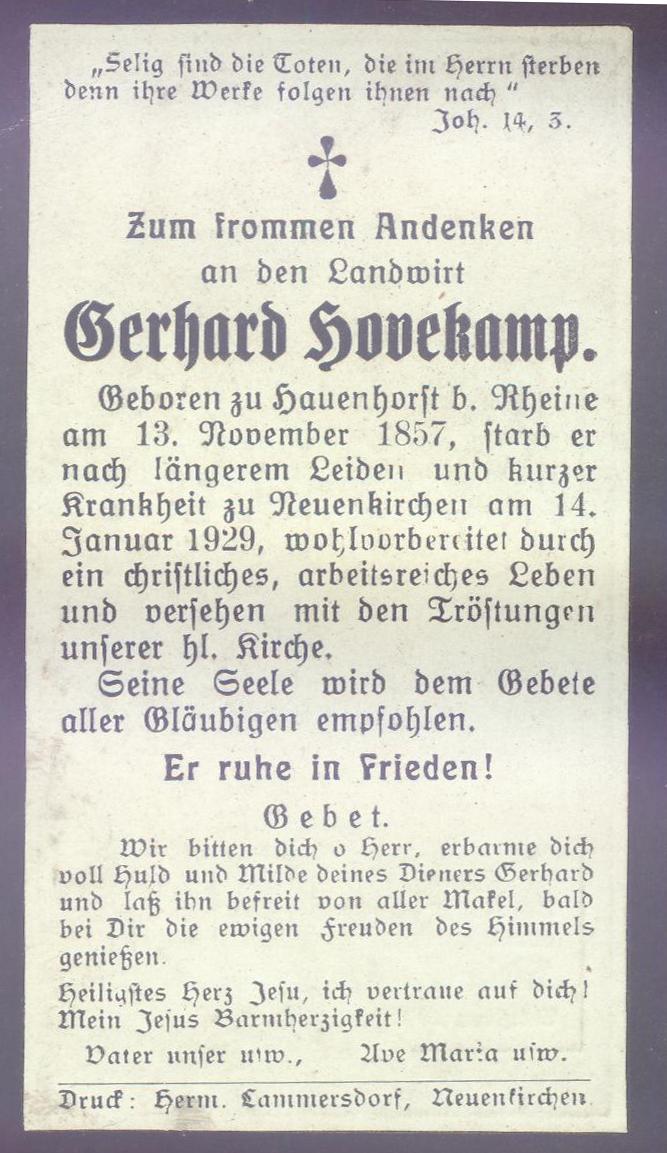 „Selig sind die Toten, die im Herrn sterben
denn ihre Werke folgen ihnen nach“
Joh. 14, 3.
Zum frommen Andenken
an den Landwirt
Gerhard Hovekamp.
Geboren zu Hauenhorst b. Rheine
am 13. November 1857, starb er
nach längerem Leiden und kurzer
Krankheit zu Neuenkirchen am 14.
Januar 1929, wohlvorbereitet durch
ein christliches, arbeitsreiches Leben
und versehen mit den Tröstungen
unserer hl. Kirche.
Seine Seele wird dem Gebete
aller Gläubigen empfohlen.
Er ruhe in Frieden!
Gebet.
Wir bitten dich o Herr, erbarme dich
voll Huld und Milde deines Dieners Gerhard
und laß ihn befreit von aller Makel, bald
bei Dir die ewigen Freuden des Himmels
genießen.
Heiligstes Herz Jesu, ich vertraue auf dich!
Mein Jesus Barmherzigkeit!
Vater unser usw., Ave Maria usw.
Druck: Herm. Lammersdorf, Neuenkirchen.